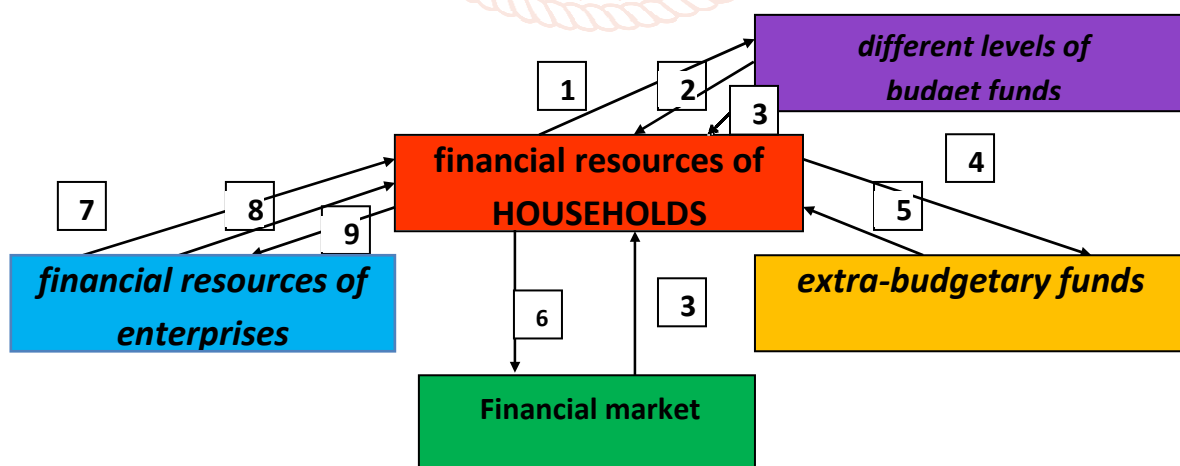 different levels of
budget funds
1
2
3
financial resources of
HOUSEHOLDS
4
7
8
5
9
financial resources of
enterprises
extra-budgetary funds
6
3
Financial market